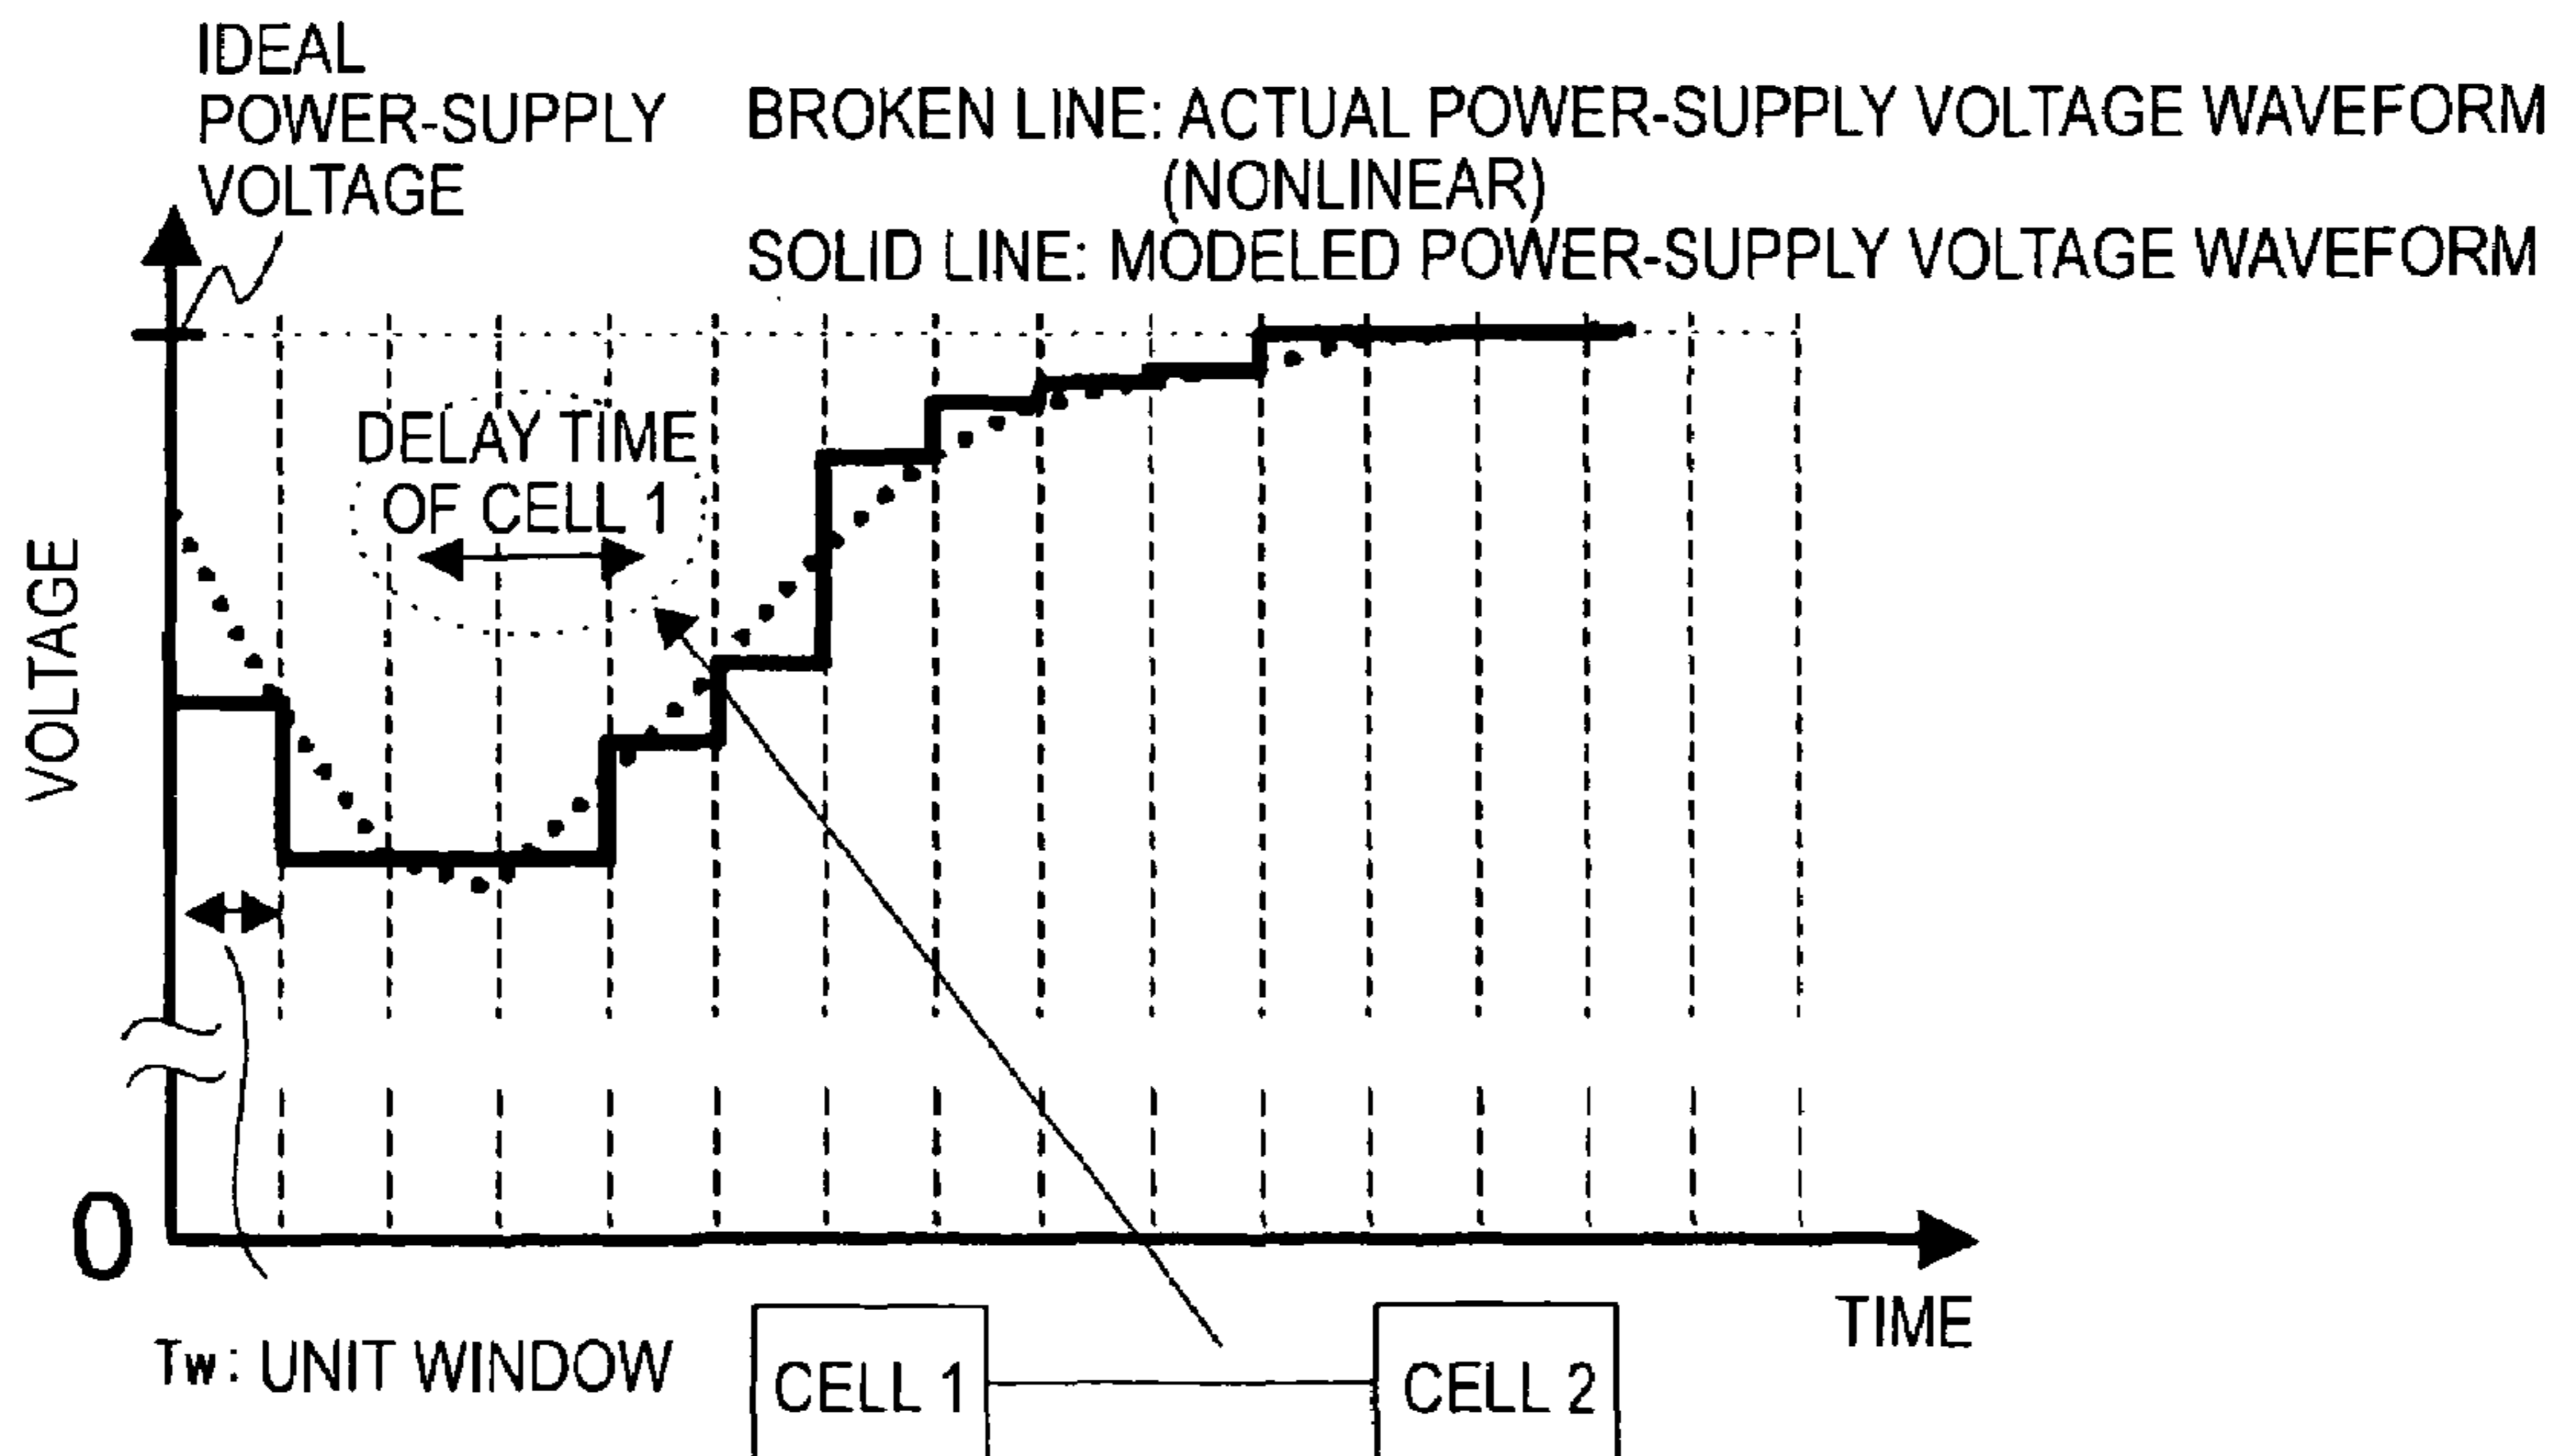 IDEAL
POWER-SUPPLY
VOLTAGE
BROKEN LINE: ACTUAL POWER-SUPPLY VOLTAGE WAVEFORM
(NONLINEAR)
SOLID LINE: MODELED POWER-SUPPLY VOLTAGE WAVEFORM
DELAY TIME
OF CELL 1
VOLTAGE
0
TIME
Tw: UNIT WINDOW
CELL 1
CELL 2